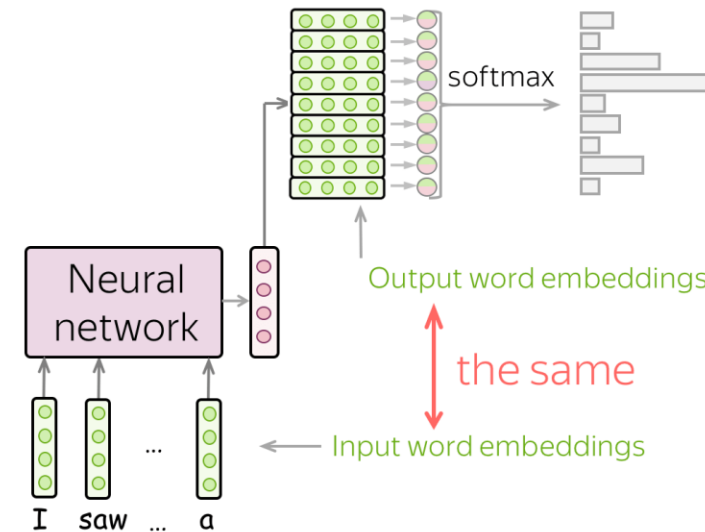 softmax
Neural
network
Output word embeddings
the same
... Input word embeddings
I saw ... a